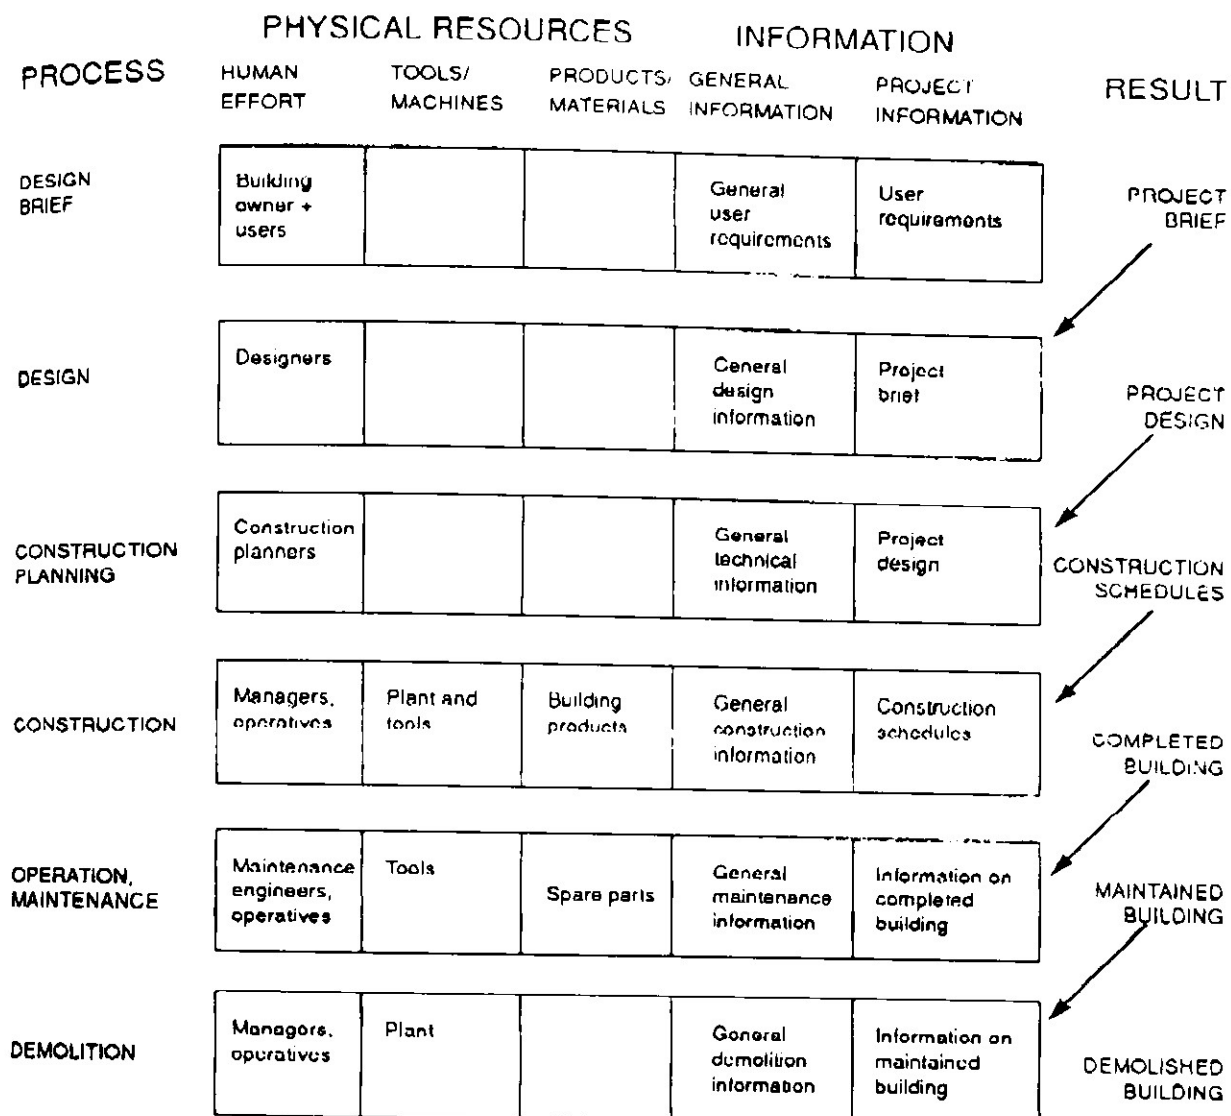 PHYSICAL RESOURCES INFORMATION
PROCESS HUMAN EFFORT TOOLS/ MACHINES PRODUCTS/ MATERIALS GENERAL INFORMATION PROJECT INFORMATION RESULT
DESIGN BRIEF
Building owner + users
General user requirements
User requirements
PROJECT BRIEF
DESIGN
Designers
General design information
Project brief
PROJECT DESIGN
CONSTRUCTION PLANNING
Construction planners
General technical information
Project design
CONSTRUCTION SCHEDULES
CONSTRUCTION
Managers, operatives
Plant and tools
Building products
General construction information
Construction schedules
COMPLETED BUILDING
OPERATION, MAINTENANCE
Maintenance engineers, operatives
Tools
Spare parts
General maintenance information
Information on completed building
MAINTAINED BUILDING
DEMOLITION
Managers, operatives
Plant
General demolition information
Information on maintained building
DEMOLISHED BUILDING